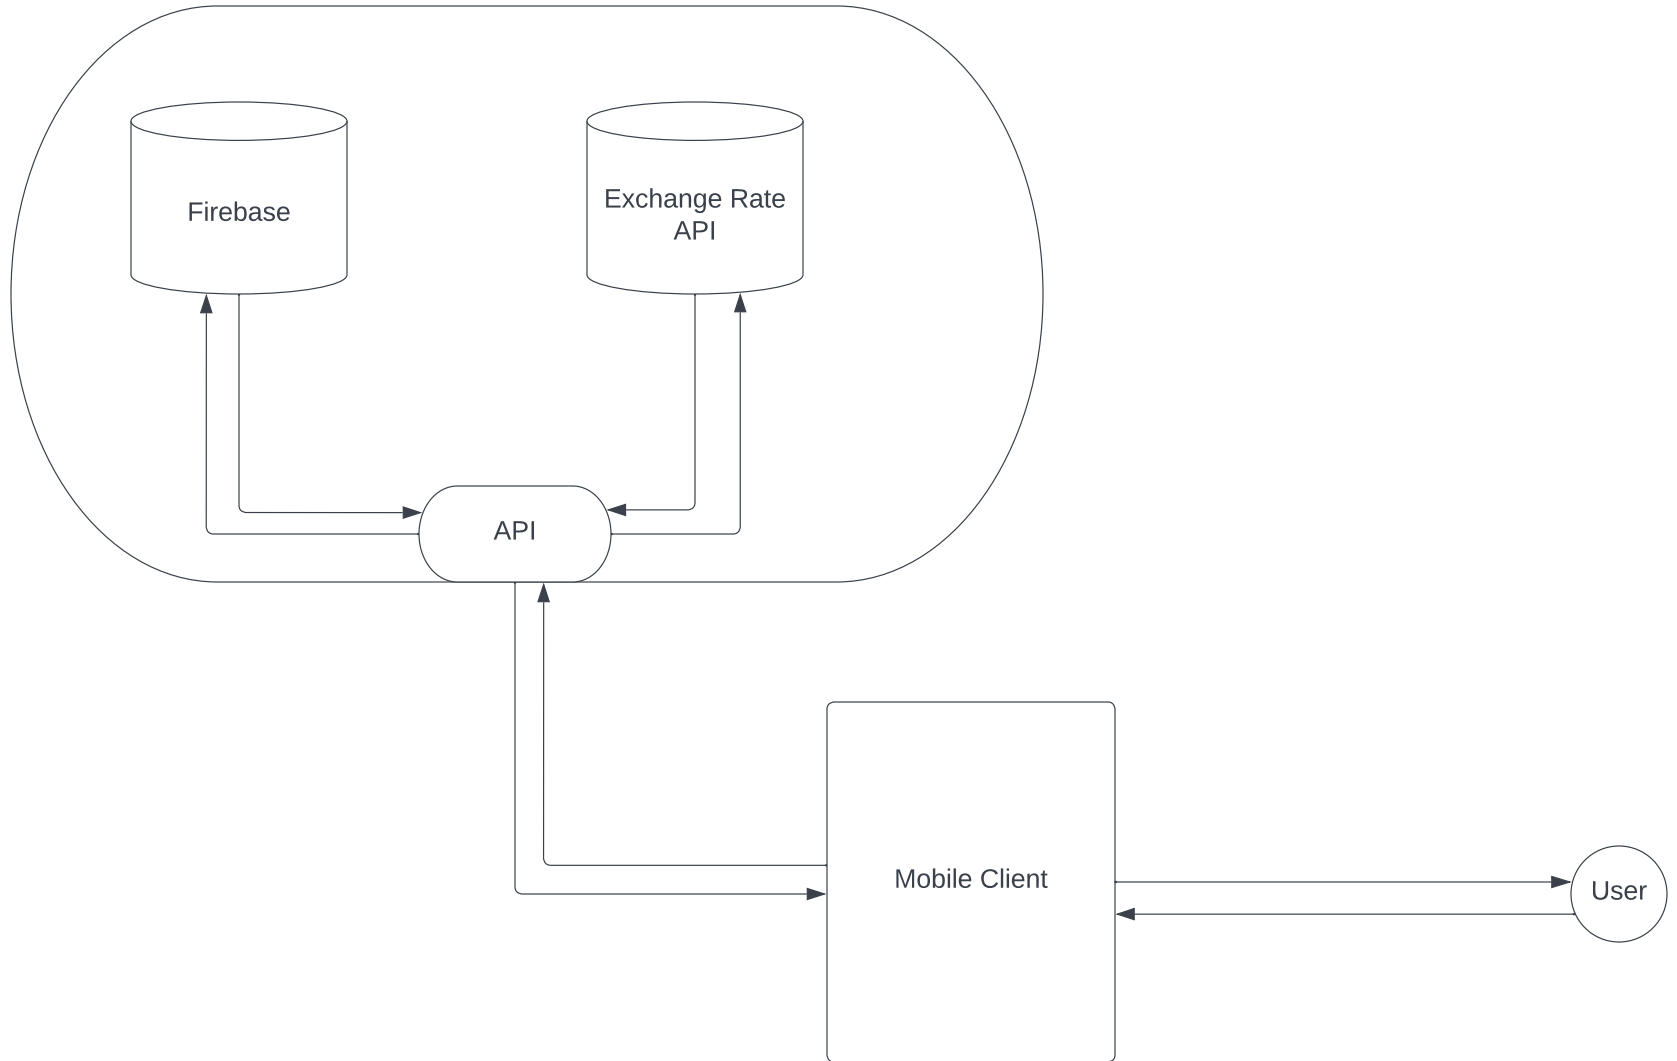 Firebase
Exchange Rate
API
API
Mobile Client
User